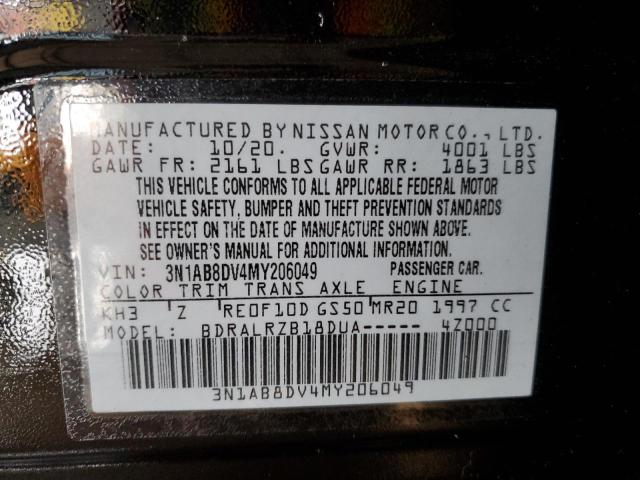 MANUFACTURED BY NISSAN MOTOR CO., LTD.
DATE: 10/20. GVWR: 4001 LBS
GAWR FR: 2161 LBS GAWR RR: 1863 LBS
THIS VEHICLE CONFORMS TO ALL APPLICABLE FEDERAL MOTOR
VEHICLE SAFETY, BUMPER AND THEFT PREVENTION STANDARDS
IN EFFECT ON THE DATE OF MANUFACTURE SHOWN ABOVE.
SEE OWNER'S MANUAL FOR ADDITIONAL INFORMATION.
VIN: 3N1AB8DV4MY206049 PASSENGER CAR.
COLOR TRIM TRANS AXLE ENGINE
KH3 Z RE0F10D GS50 MR20 1997 CC
MODEL: BDRALRZB18DUA----- 4Z000
3N1AB8DV4MY206049